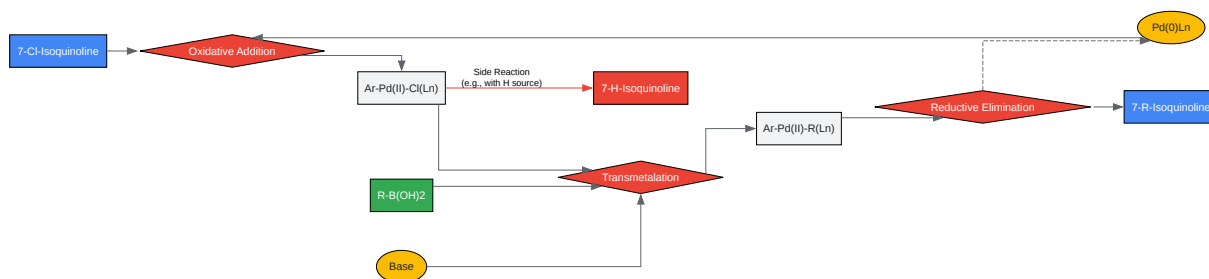 Pd(0)Ln
7-Cl-Isoquinoline
Oxidative Addition
Side Reaction
(e.g., with H source)
Ar-Pd(II)-Cl(Ln)
7-H-Isoquinoline
Reductive Elimination
7-R-Isoquinoline
Ar-Pd(II)-R(Ln)
Transmetalation
R-B(OH)2
Base